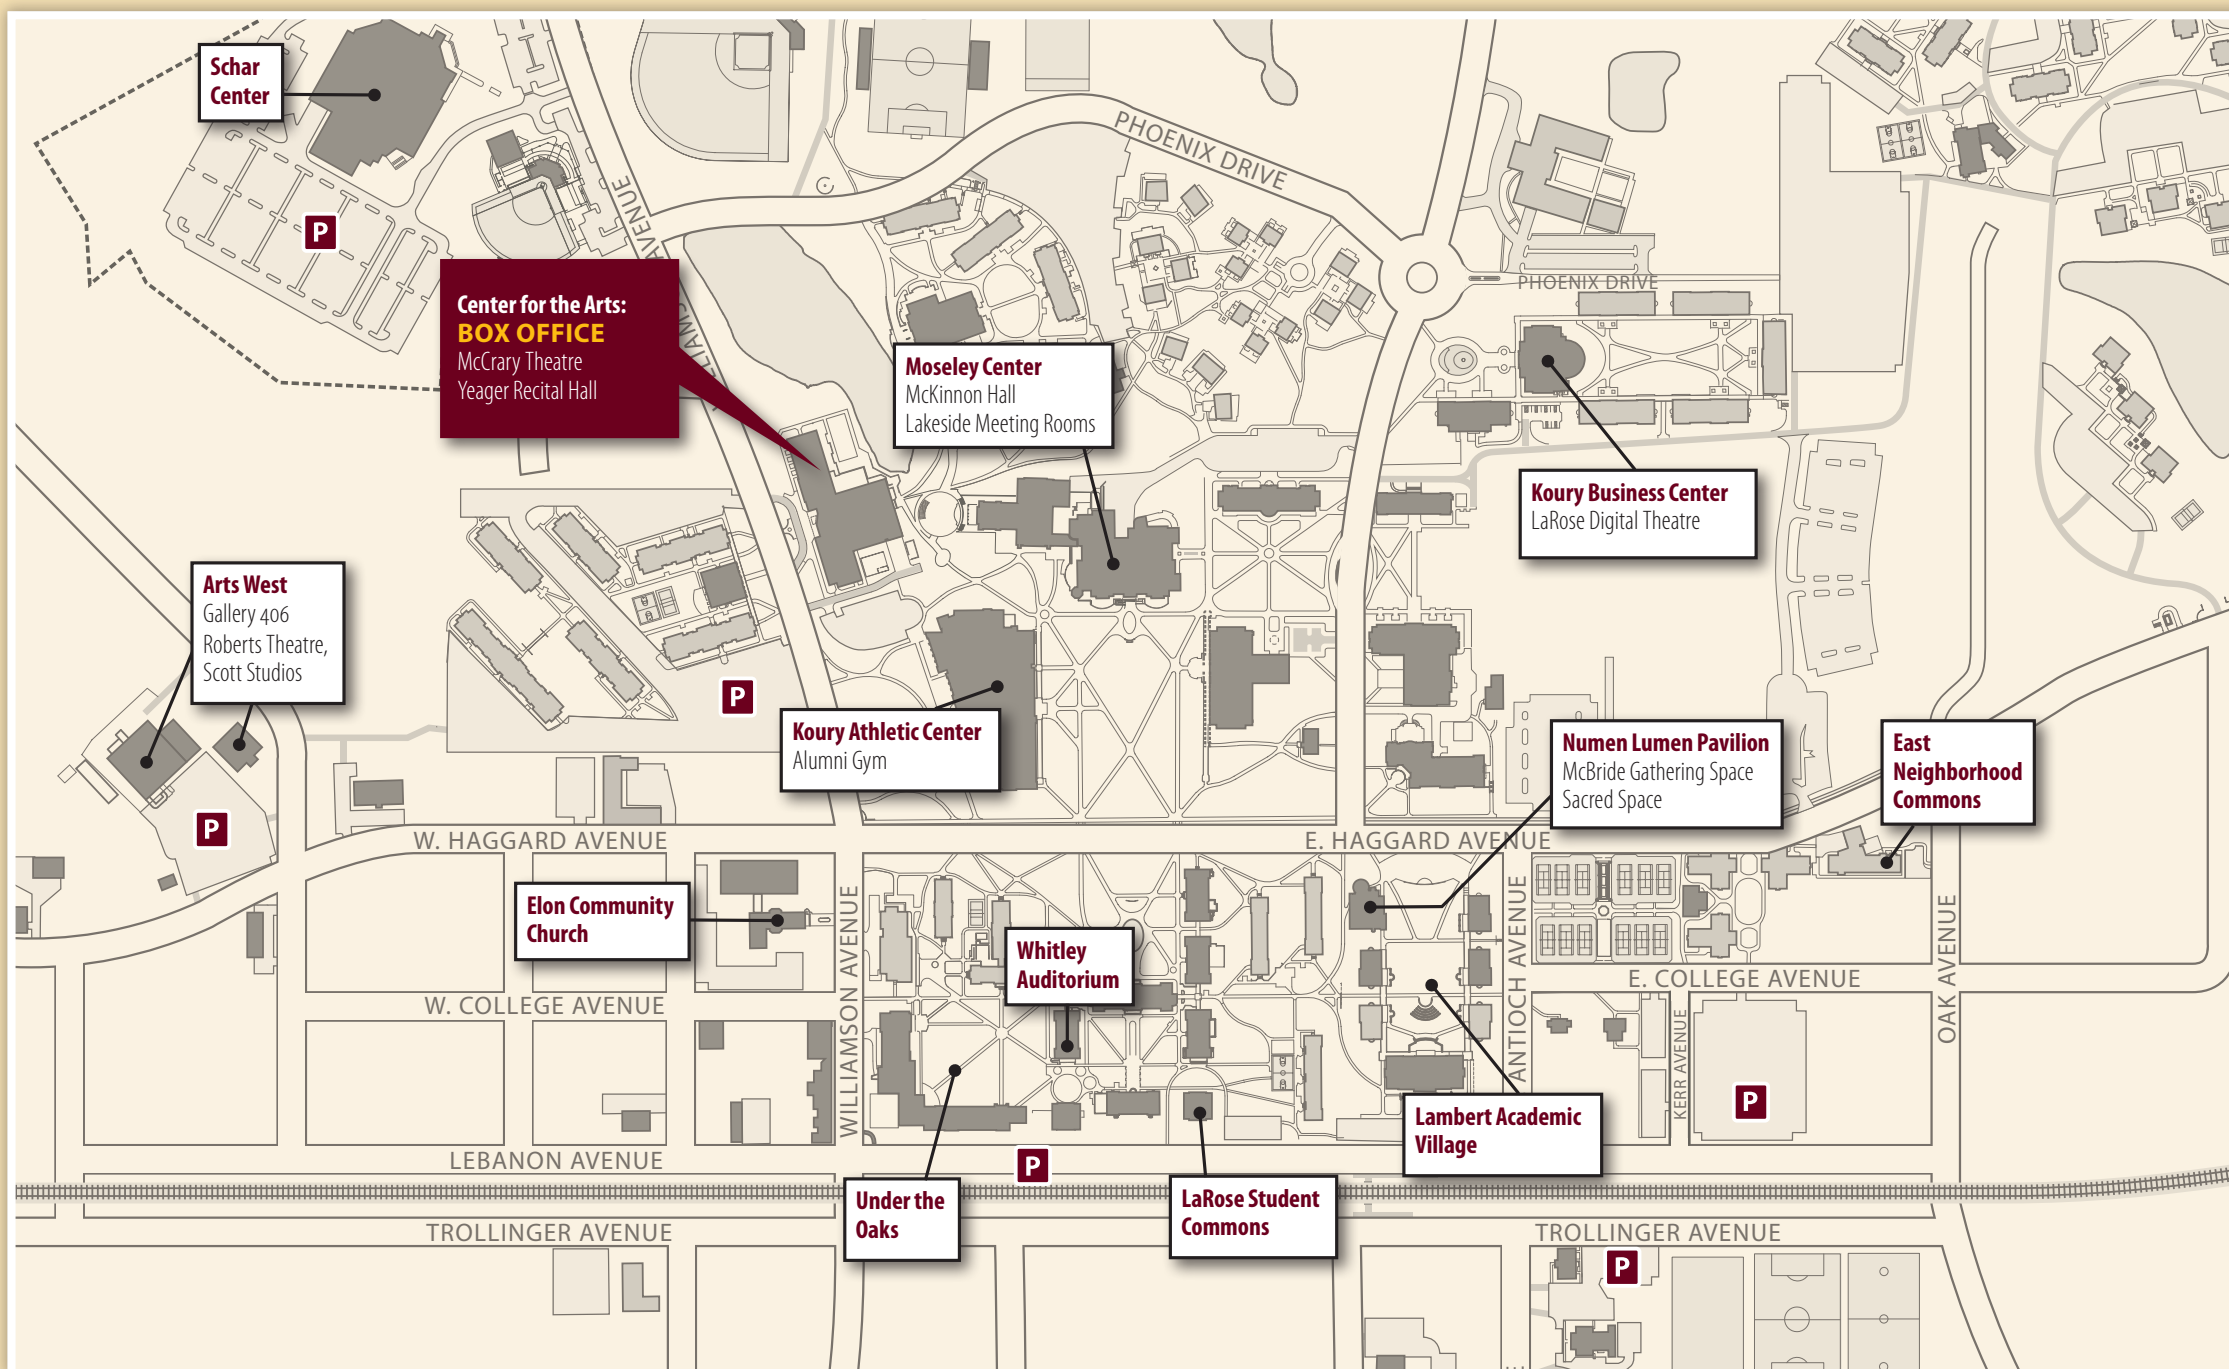 Schar
Center
P
PHOENIX DRIVE
AVENUE
PHOENIX DRIVE
Center for the Arts:
BOX OFFICE
McCrary Theatre
Yeager Recital Hall
Moseley Center
McKinnon Hall
Lakeside Meeting Rooms
Koury Business Center
LaRose Digital Theatre
Arts West
Gallery 406
Roberts Theatre,
Scott Studios
P
Koury Athletic Center
Alumni Gym
Numen Lumen Pavilion
McBride Gathering Space
Sacred Space
East
Neighborhood
Commons
P
W. HAGGARD AVENUE
E. HAGGARD AVENUE
Elon Community
Church
WILLIAMSON AVENUE
Whitley
Auditorium
ANTIOCH AVENUE
E. COLLEGE AVENUE
OAK AVENUE
W. COLLEGE AVENUE
KERR AVENUE
P
Lambert Academic
Village
LEBANON AVENUE
P
Under the
Oaks
LaRose Student
Commons
TROLLINGER AVENUE
TROLLINGER AVENUE
P